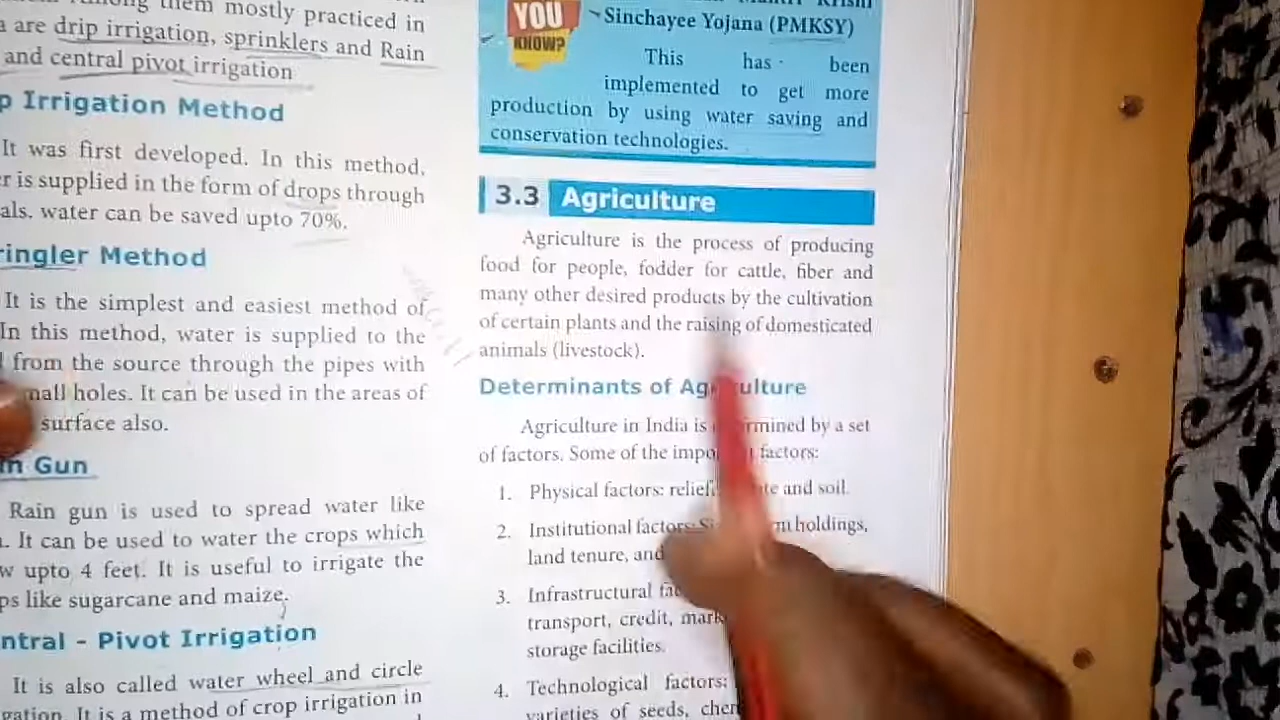 mostly practiced in
a are drip irrigation, sprinklers and Rain
and central pivot irrigation
p Irrigation Method
It was first developed. In this method,
er is supplied in the form of drops through
als. water can be saved upto 70%.
ringler Method
It is the simplest and easiest method of
In this method, water is supplied to the
from the source through the pipes with
mall holes. It can be used in the areas of
surface also.
n Gun
Rain gun is used to spread water like
. It can be used to water the crops which
w upto 4 feet. It is useful to irrigate the
ps like sugarcane and maize.
ntral - Pivot Irrigation
It is also called water wheel and circle
gation. It is a method of crop irrigation in
YOU
KNOW?
Sinchayee Yojana (PMKSY)
This has been
implemented to get more
production by using water saving and
conservation technologies.
3.3 Agriculture
Agriculture is the process of producing
food for people, fodder for cattle, fiber and
many other desired products by the cultivation
of certain plants and the raising of domesticated
animals (livestock).
Determinants of Ag culture
Agriculture in India is rmined by a set
of factors. Some of the impo factors:
1. Physical factors: relief and soil.
2. Institutional factors: holdings,
land tenure, and
3. Infrastructural
transport, credit,
storage facilities.
4. Technological factors:
varieties of seeds,